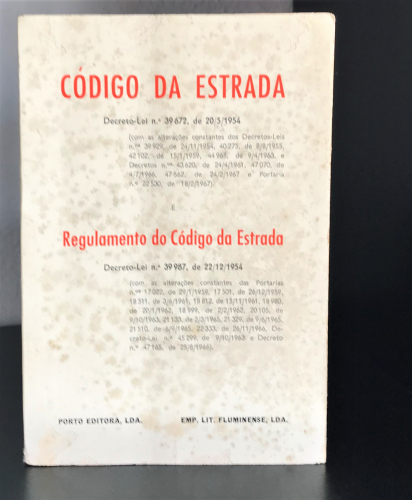 CÓDIGO DA ESTRADA
Decreto-Lei n.º 39 672, de 20/5/1954
(com as alterações constantes dos Decretos-Leis
n.os 39 929, de 24/11/1954, 40 275, de 8/8/1955,
42 102, de 15/1/1959, 44 965, de 9/4/1963, e
Decretos n.os 43 620, de 24/4/1961, 47 070, de
4/7/1966, 47 562, de 24/2/1967 e Portaria
n.º 22 530, de 18/2/1967).
E
Regulamento do Código da Estrada
Decreto-Lei n.º 39 987, de 22/12/1954
(com as alterações constantes das Portarias
n.os 17 022, de 29/1/1959, 17 501, de 26/12/1959,
18 311, de 3/4/1961, 18 812, de 13/11/1961, 18 980,
de 20/1/1962, 18 999, de 2/2/1962, 20 105, de
9/10/1963, 21 133, de 2/3/1965, 21 329, de 9/6/1965,
21 510, de 6/9/1965, 22 333, de 26/11/1966, De-
creto-Lei n.º 45 299, de 9/10/1963 e Decreto
n.º 47 165, de 25/8/1966).
PORTO EDITORA, LDA. EMP. LIT. FLUMINENSE, LDA.